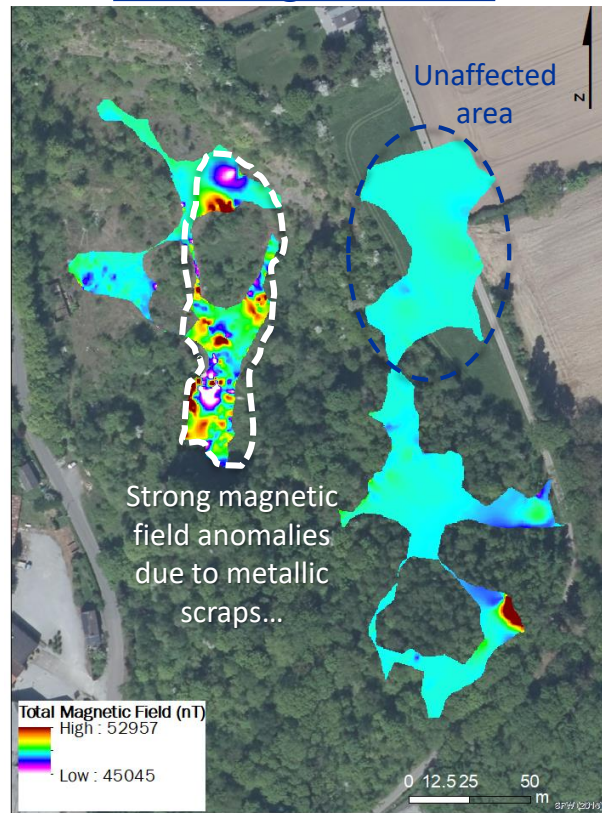 Unaffected
area
N
Strong magnetic
field anomalies
due to metallic
scraps...
Total Magnetic Field (nT)
High : 52957
Low : 45045
0 12.5 25 50
m